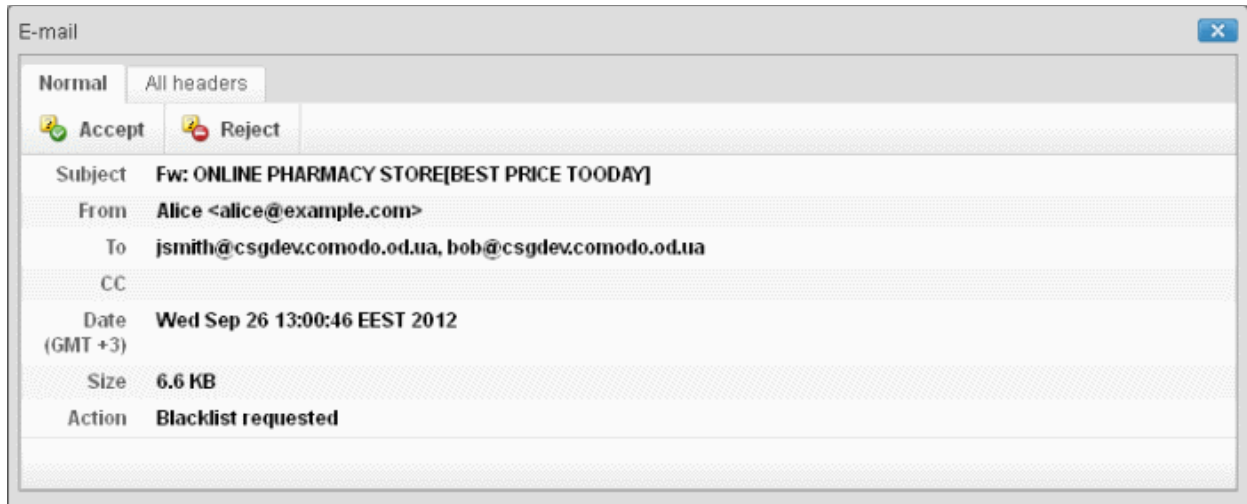 E-mail
Normal All headers
Accept Reject
Subject Fw: ONLINE PHARMACY STORE[BEST PRICE TOODAY]
From Alice <alice@example.com>
To jsmith@csgdev.comodo.od.ua, bob@csgdev.comodo.od.ua
CC
Date Wed Sep 26 13:00:46 EEST 2012
(GMT +3)
Size 6.6 KB
Action Blacklist requested